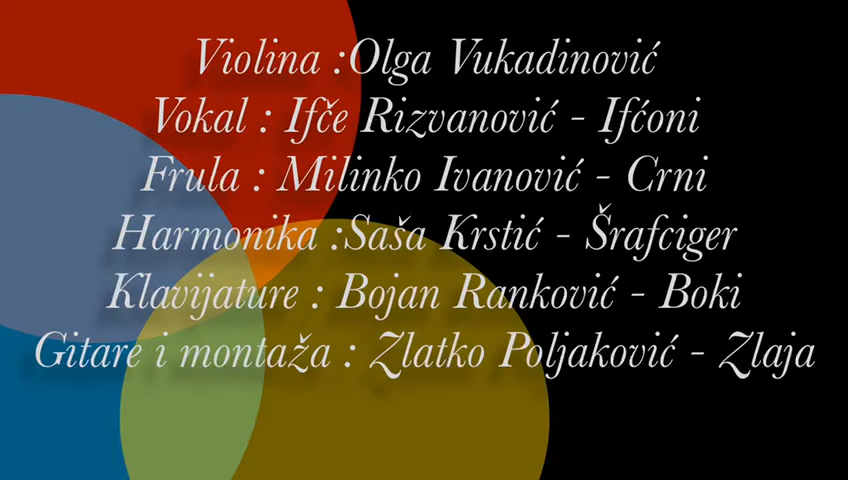 Violina :Olga Vukadinović
Vokal : Ifče Rizvanović - Ifćoni
Frula : Milinko Ivanović - Crni
Harmonika :Saša Krstić - Šrafciger
Klavijature : Bojan Ranković - Boki
Gitare i montaža : Zlatko Poljaković - Zlaja